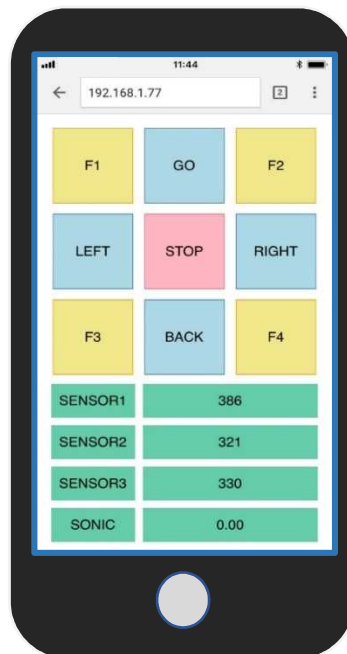 11:44
192.168.1.77
2
F1 GO F2
LEFT STOP RIGHT
F3 BACK F4
SENSOR1 386
SENSOR2 321
SENSOR3 330
SONIC 0.00